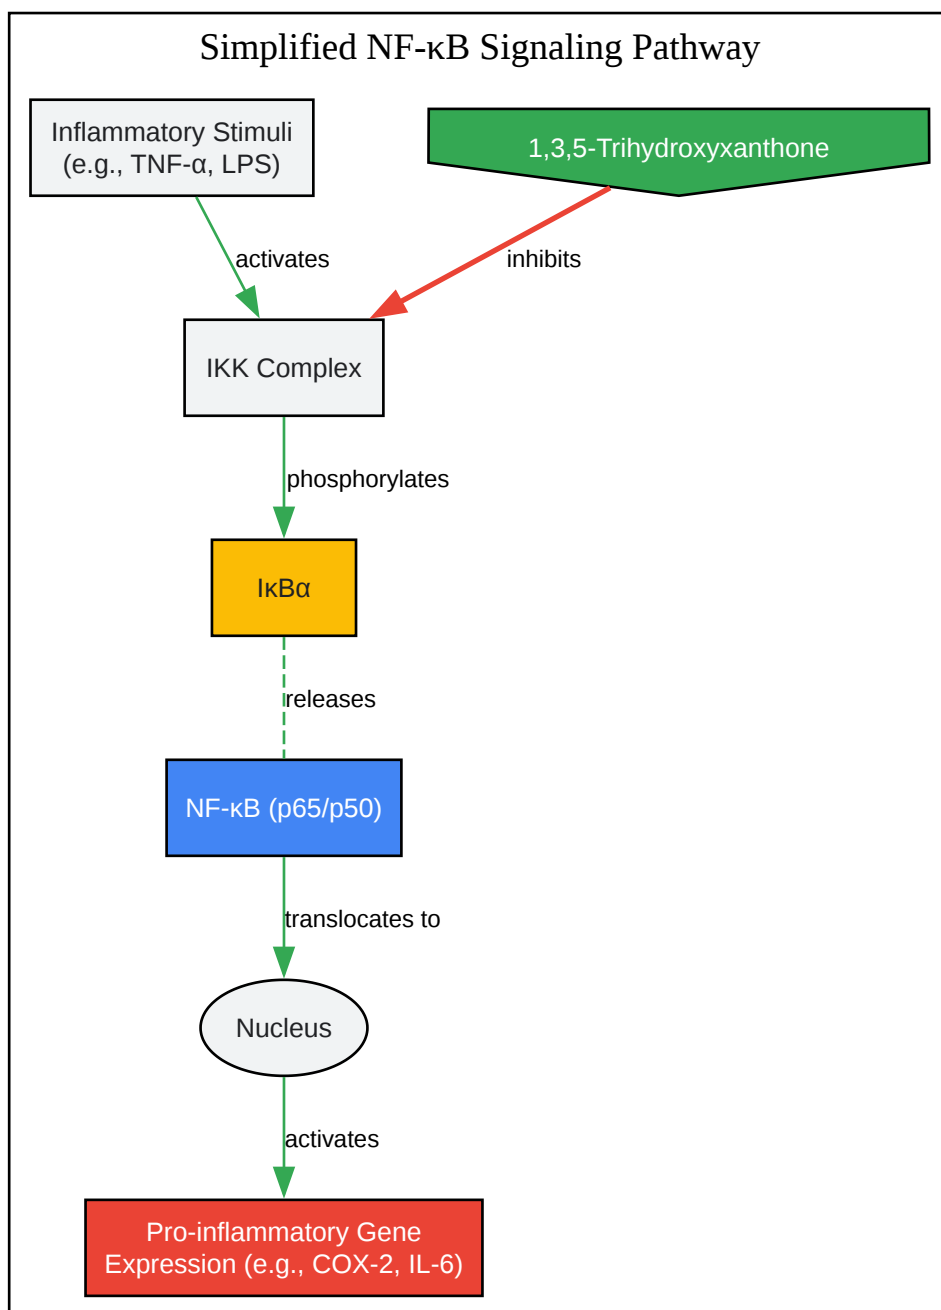 Simplified NF-κB Signaling Pathway
Inflammatory Stimuli
(e.g., TNF-α, LPS)
1,3,5-Trihydroxyxanthone
activates
inhibits
IKK Complex
phosphorylates
IκBα
releases
NF-κB (p65/p50)
translocates to
Nucleus
activates
Pro-inflammatory Gene
Expression (e.g., COX-2, IL-6)